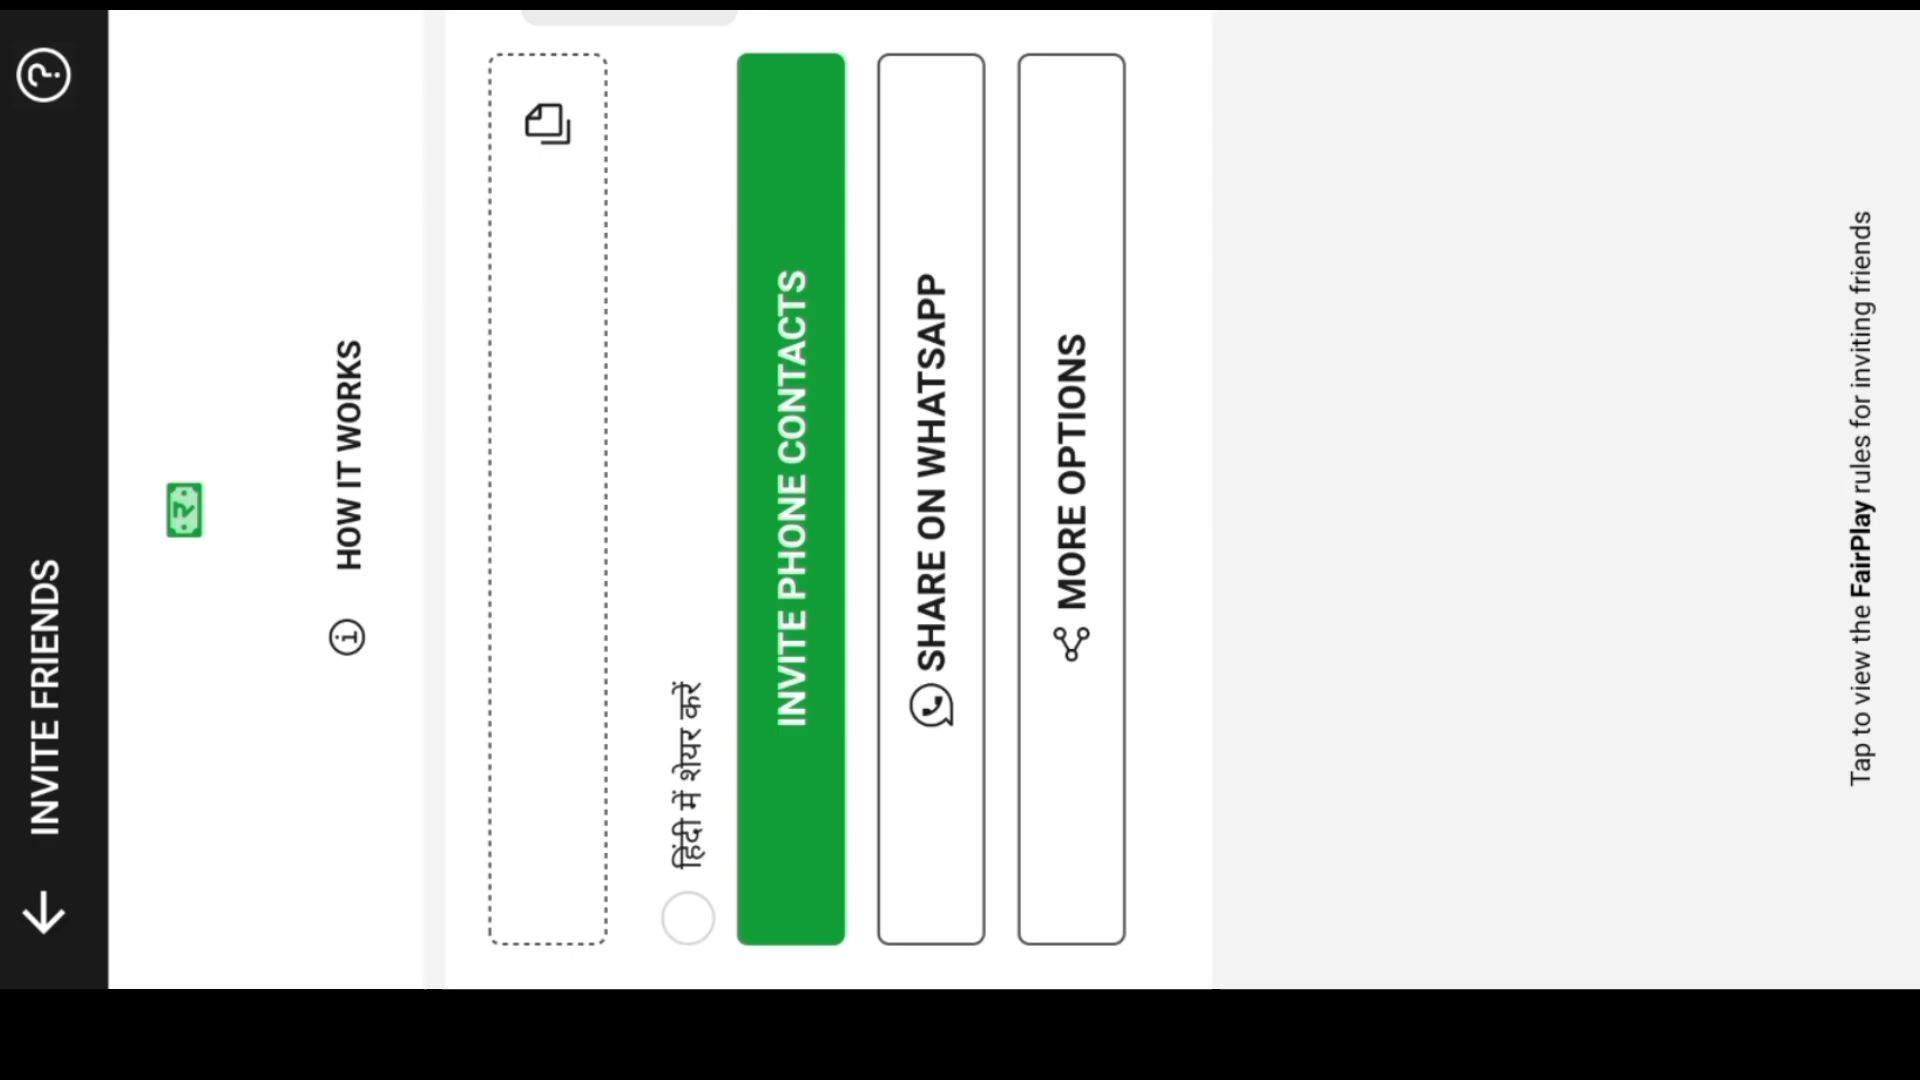 INVITE FRIENDS
HOW IT WORKS
हिंदी में शेयर करें
INVITE PHONE CONTACTS
SHARE ON WHATSAPP
MORE OPTIONS
Tap to view the FairPlay rules for inviting friends